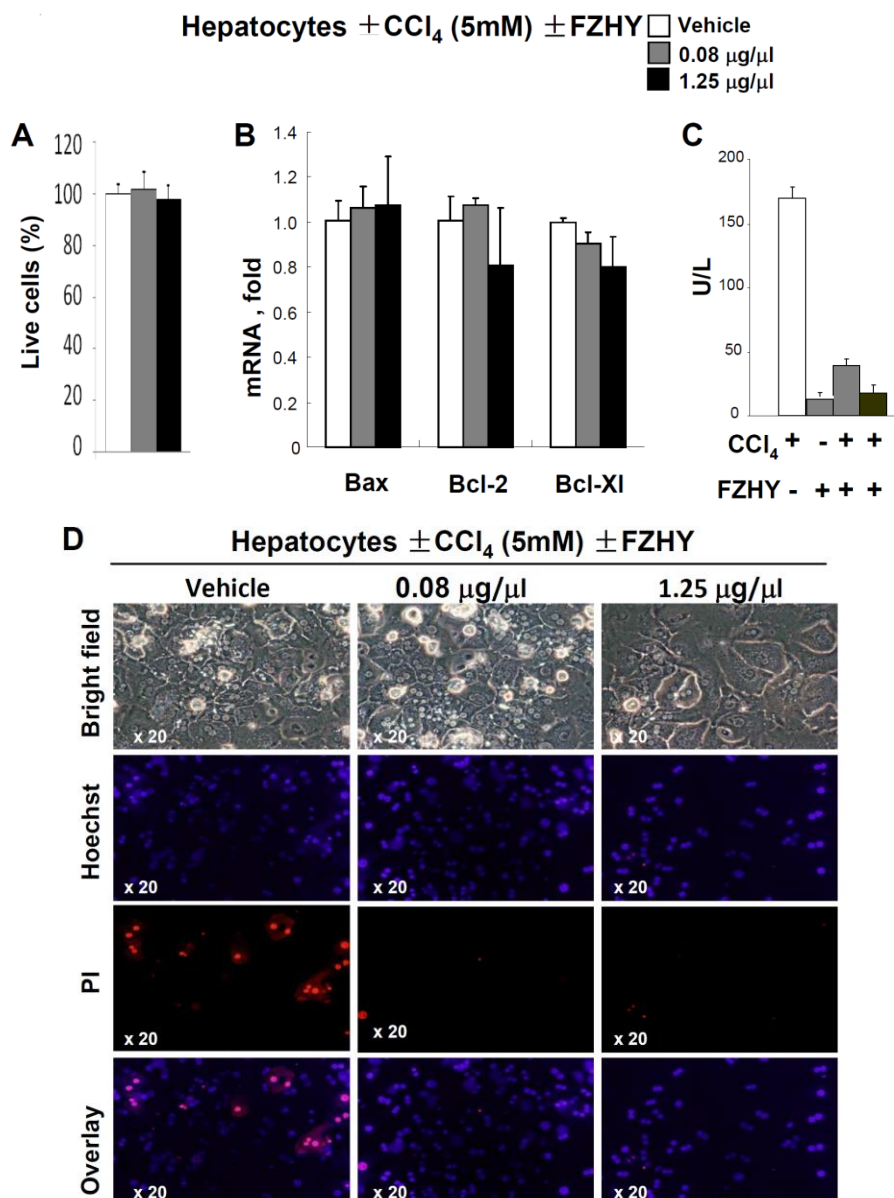 Hepatocytes ±CCl₄ (5mM) ±FZHY
Vehicle
0.08 µg/µl
1.25 µg/µl
A
120
100
80
60
40
20
0
Live cells (%)
B
1.4
1.2
1.0
0.8
0.6
0.4
0.2
0
mRNA , fold
Bax
Bcl-2
Bcl-Xl
C
200
150
100
50
0
U/L
CCl₄ + - + +
FZHY - + + +
D
Hepatocytes ±CCl₄ (5mM) ±FZHY
Vehicle
0.08 µg/µl
1.25 µg/µl
Bright field
x 20
x 20
x 20
Hoechst
x 20
x 20
x 20
PI
x 20
x 20
x 20
Overlay
x 20
x 20
x 20